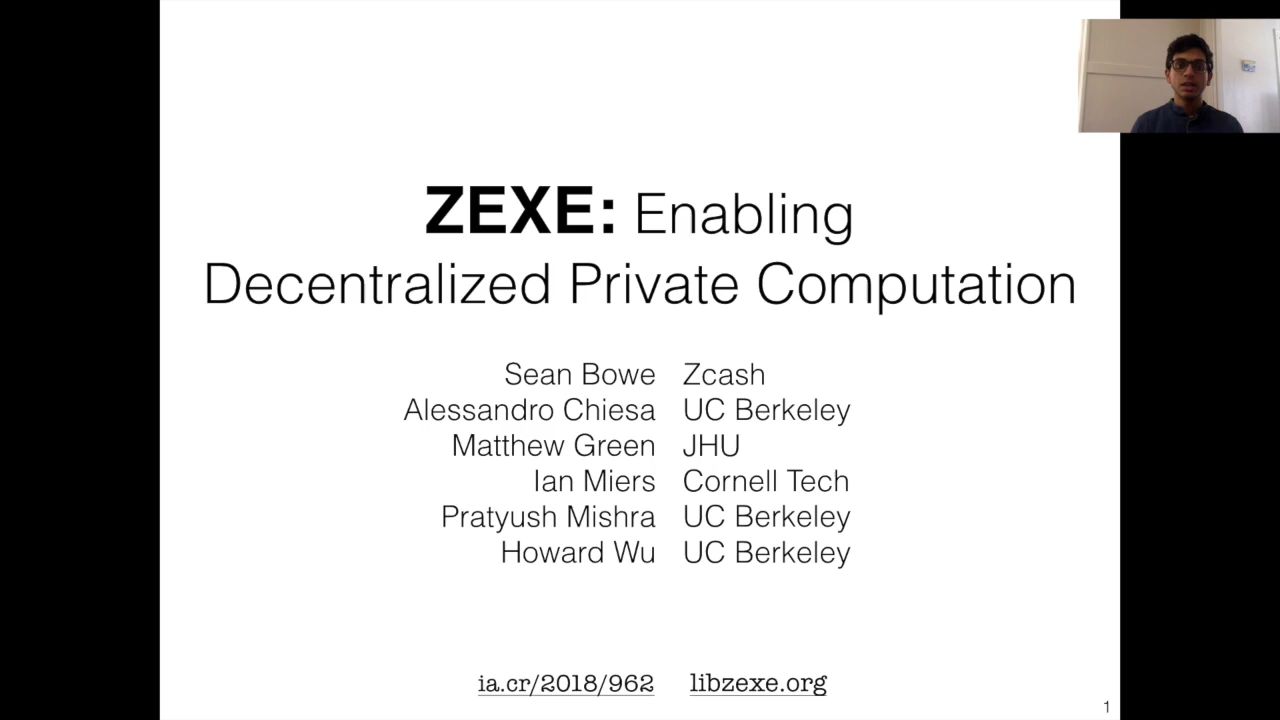 ZEXE: Enabling
Decentralized Private Computation
Sean Bowe Zcash
Alessandro Chiesa UC Berkeley
Matthew Green JHU
Ian Miers Cornell Tech
Pratyush Mishra UC Berkeley
Howard Wu UC Berkeley
ia.cr/2018/962 libzexe.org
1